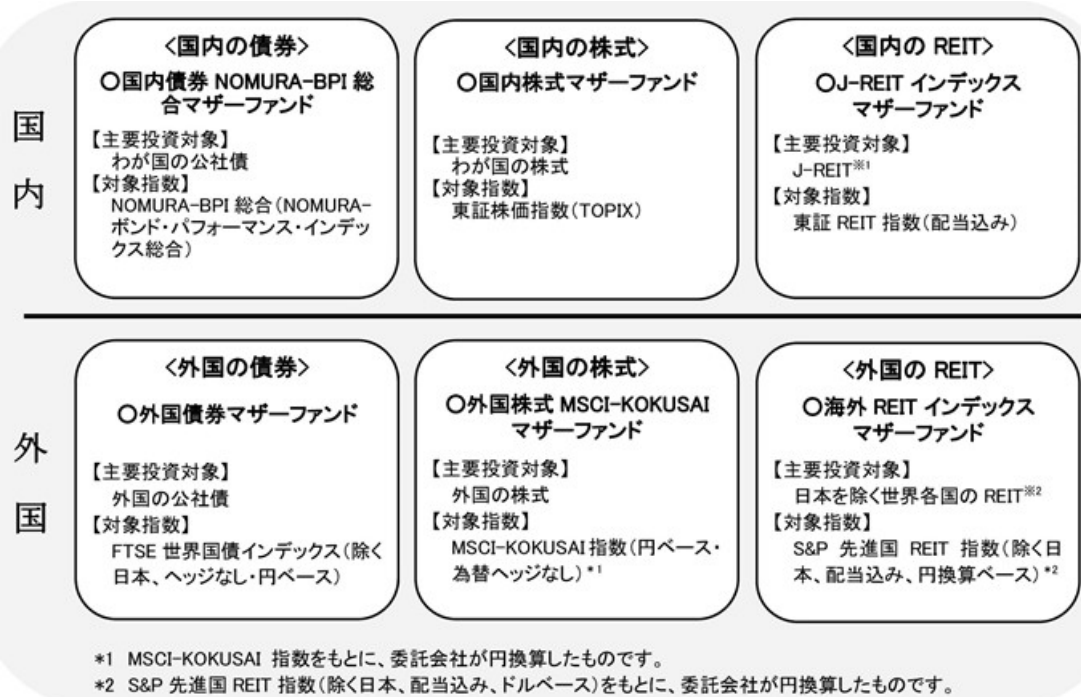 国内
<国内の債券>
○国内債券 NOMURA-BPI 総
合マザーファンド
【主要投資対象】
わが国の公社債
【対象指数】
NOMURA-BPI 総合(NOMURA-
ボンド・パフォーマンス・インデッ
クス総合)
<国内の株式>
○国内株式マザーファンド
【主要投資対象】
わが国の株式
【対象指数】
東証株価指数(TOPIX)
<国内の REIT>
○J-REIT インデックス
マザーファンド
【主要投資対象】
J-REIT※1
【対象指数】
東証 REIT 指数(配当込み)
外国
<外国の債券>
○外国債券マザーファンド
【主要投資対象】
外国の公社債
【対象指数】
FTSE 世界国債インデックス(除く
日本、ヘッジなし・円ベース)
<外国の株式>
○外国株式 MSCI-KOKUSAI
マザーファンド
【主要投資対象】
外国の株式
【対象指数】
MSCI-KOKUSAI 指数(円ベース・
為替ヘッジなし)*1
<外国の REIT>
○海外 REIT インデックス
マザーファンド
【主要投資対象】
日本を除く世界各国の REIT※2
【対象指数】
S&P 先進国 REIT 指数(除く日
本、配当込み、円換算ベース)*2
*1 MSCI-KOKUSAI 指数をもとに、委託会社が円換算したものです。
*2 S&P 先進国 REIT 指数(除く日本、配当込み、ドルベース)をもとに、委託会社が円換算したものです。